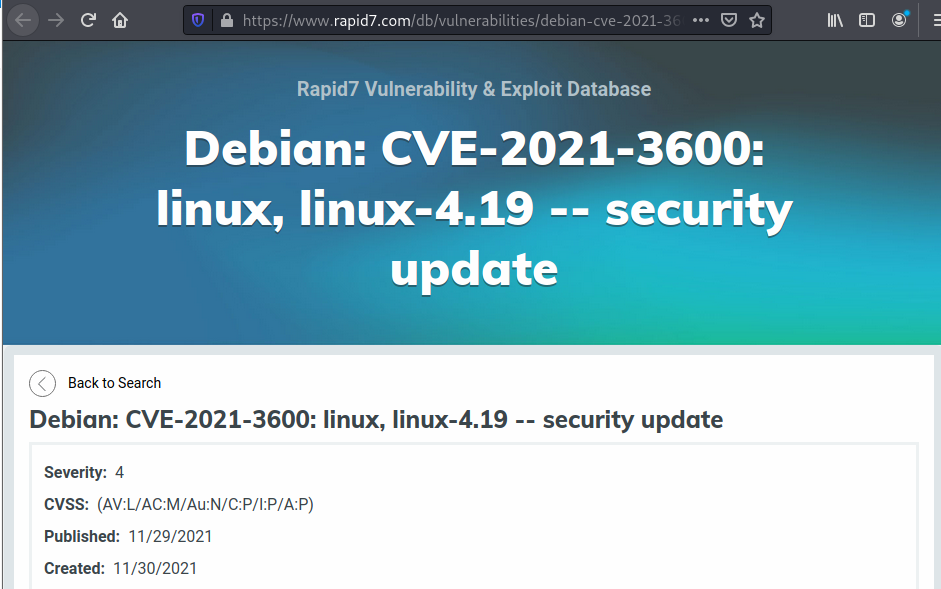 https://www.rapid7.com/db/vulnerabilities/debian-cve-2021-36
Rapid7 Vulnerability & Exploit Database
Debian: CVE-2021-3600:
linux, linux-4.19 -- security
update
Back to Search
Debian: CVE-2021-3600: linux, linux-4.19 -- security update
Severity: 4
CVSS: (AV:L/AC:M/Au:N/C:P/I:P/A:P)
Published: 11/29/2021
Created: 11/30/2021